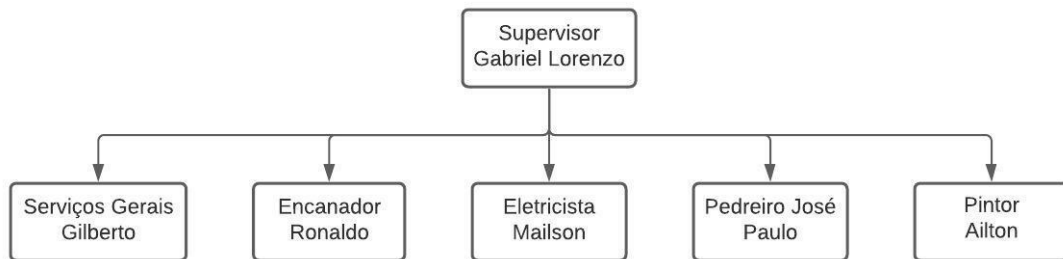 Supervisor
Gabriel Lorenzo
Serviços Gerais
Gilberto
Encanador
Ronaldo
Eletricista
Mailson
Pedreiro José
Paulo
Pintor
Ailton